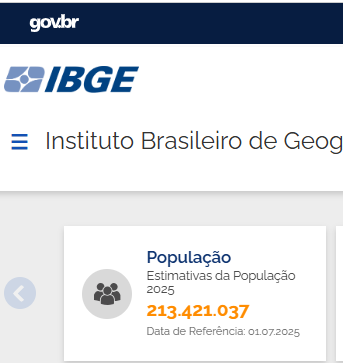 gov.br
IBGE
Instituto Brasileiro de Geog
População
Estimativas da População
2025
213.421.037
Data de Referência: 01.07.2025